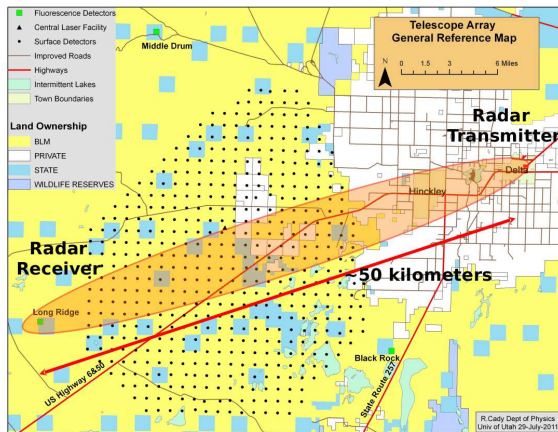 Fluorescence Detectors
Central Laser Facility
Surface Detectors
Improved Roads
Highways
Intermittent Lakes
Town Boundaries
Land Ownership
BLM
PRIVATE
STATE
WILDLIFE RESERVES
Middle Drum
Telescope Array
General Reference Map
N
0 1.5 3 6 Miles
Radar
Transmitter
Delta
Hinckley
Radar
Receiver
~50 kilometers
Long Ridge
Black Rock
US Highway 6&50
State Route 257
R.Cady Dept of Physics
Univ of Utah 29-July-2011